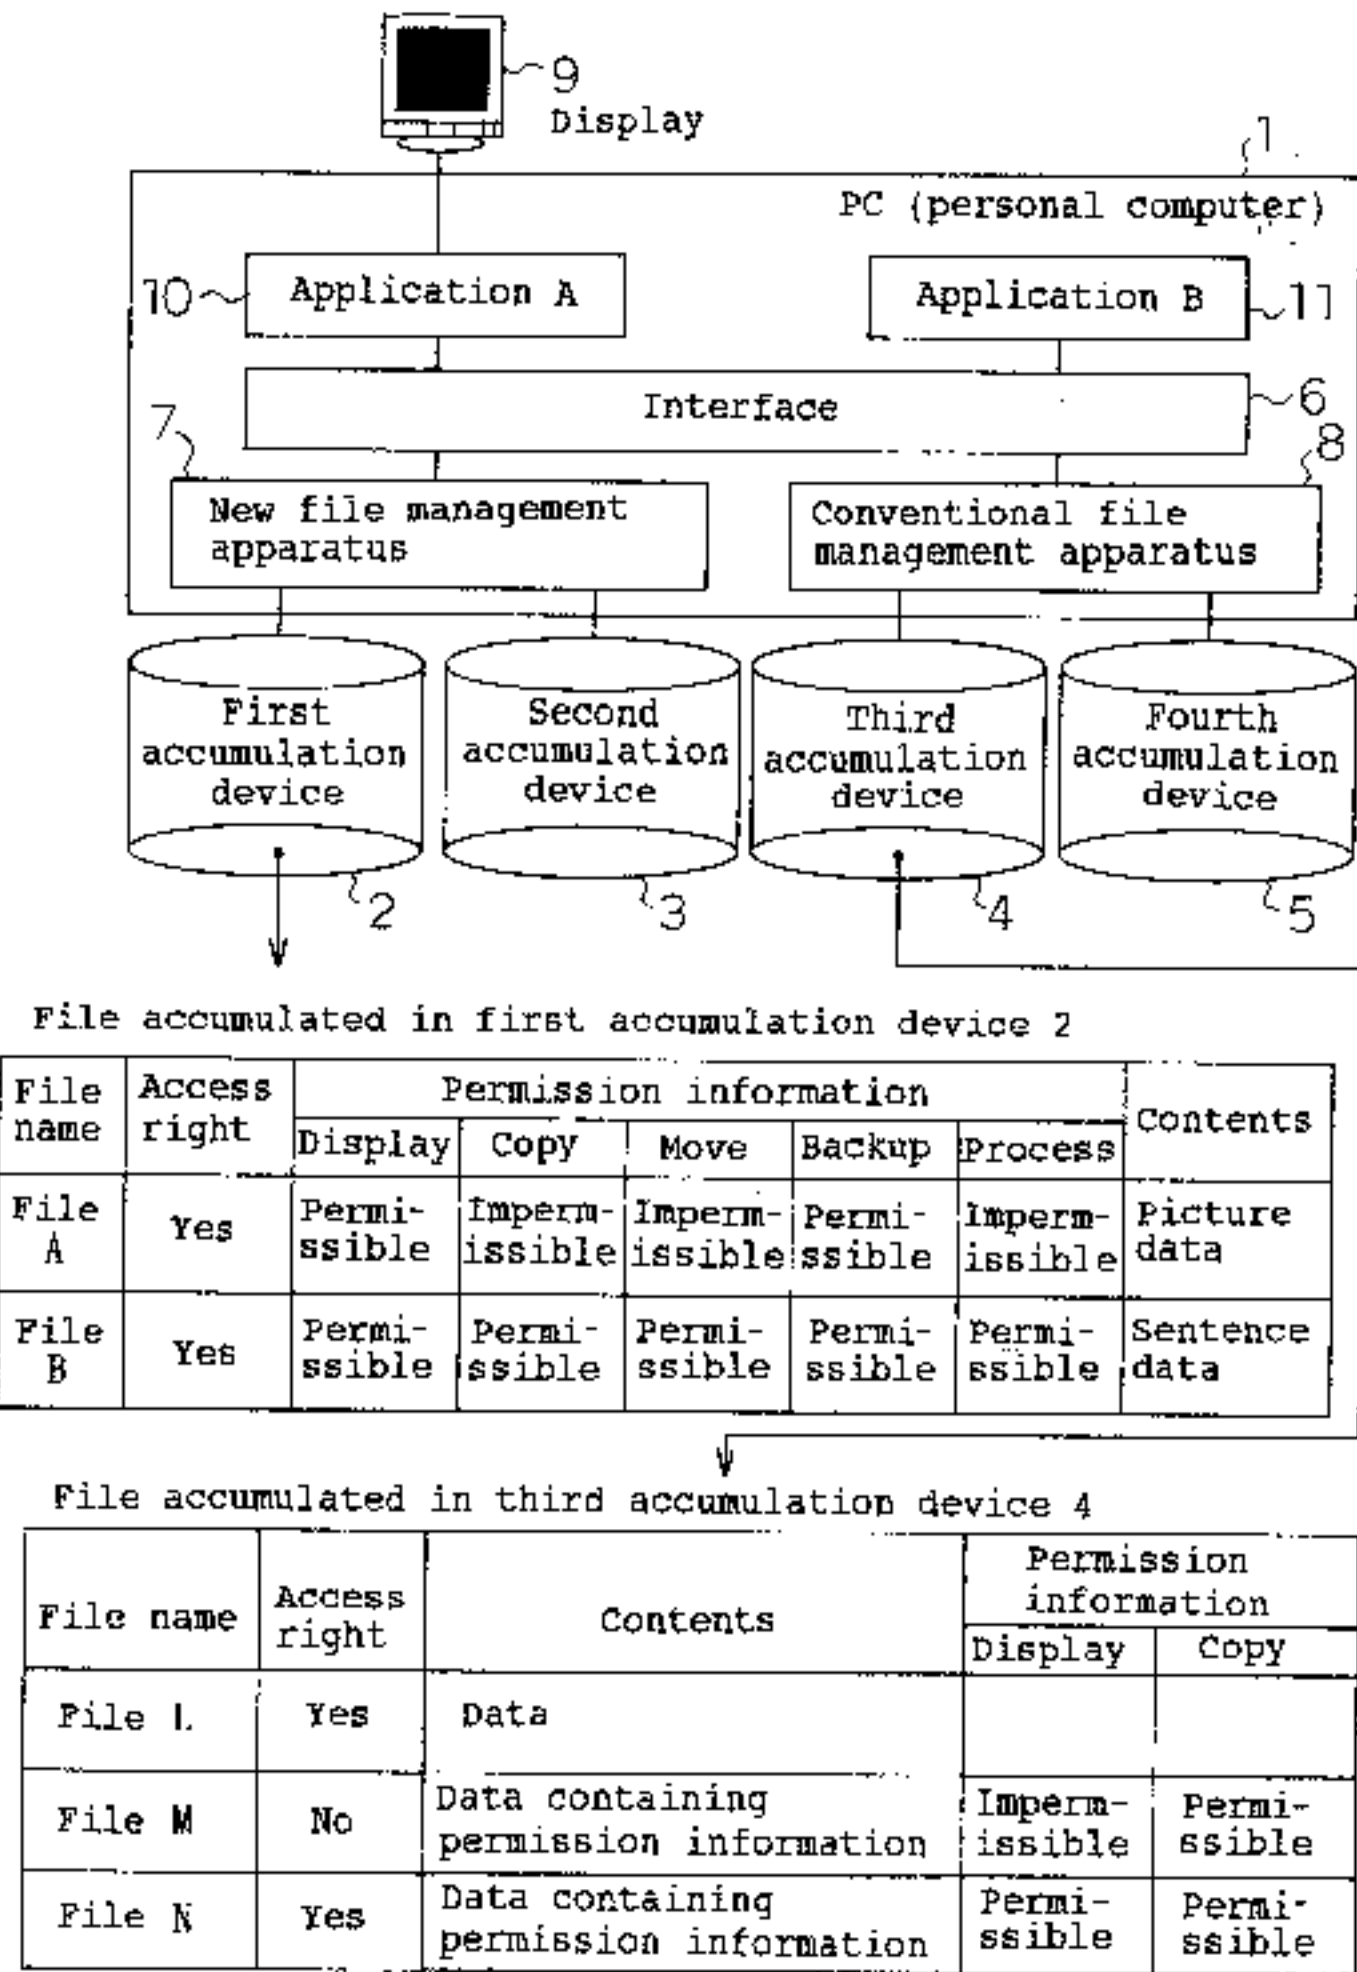 9
Display
1
PC (personal computer)
10
Application A
Application B
11
Interface
6
7
8
New file management
apparatus
Conventional file
management apparatus
First
accumulation
device
Second
accumulation
device
Third
accumulation
device
Fourth
accumulation
device
2
3
4
5
File accumulated in first accumulation device 2
File name Access right Permission information Contents
Display Copy Move Backup Process
File A Yes Permi-ssible Imperm-issible Imperm-issible Permi-ssible Imperm-issible Picture data
File B Yes Permi-ssible Permi-ssible Permi-ssible Permi-ssible Permi-ssible Sentence data
File accumulated in third accumulation device 4
File name Access right Contents Permission information
Display Copy
File L Yes Data
File M No Data containing permission information Imperm-issible Permi-ssible
File N Yes Data containing permission information Permi-ssible Permi-ssible